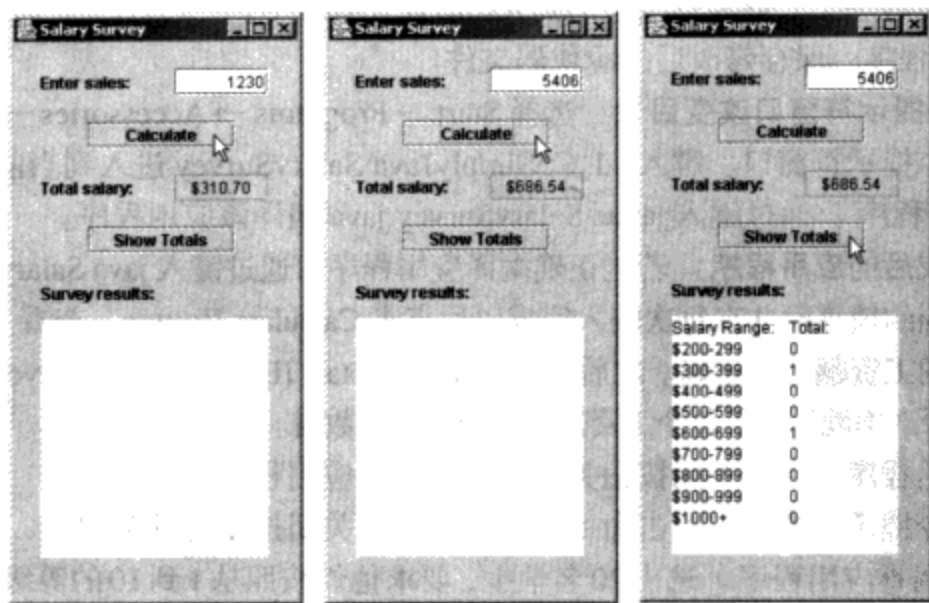 Salary Survey
Enter sales: 1230
Calculate
Total salary: $310.70
Show Totals
Survey results:
Salary Survey
Enter sales: 5406
Calculate
Total salary: $686.54
Show Totals
Survey results:
Salary Survey
Enter sales: 5406
Calculate
Total salary: $686.54
Show Totals
Survey results:
Salary Range: Total:
$200-299 0
$300-399 1
$400-499 0
$500-599 0
$600-699 1
$700-799 0
$800-899 0
$900-999 0
$1000+ 0